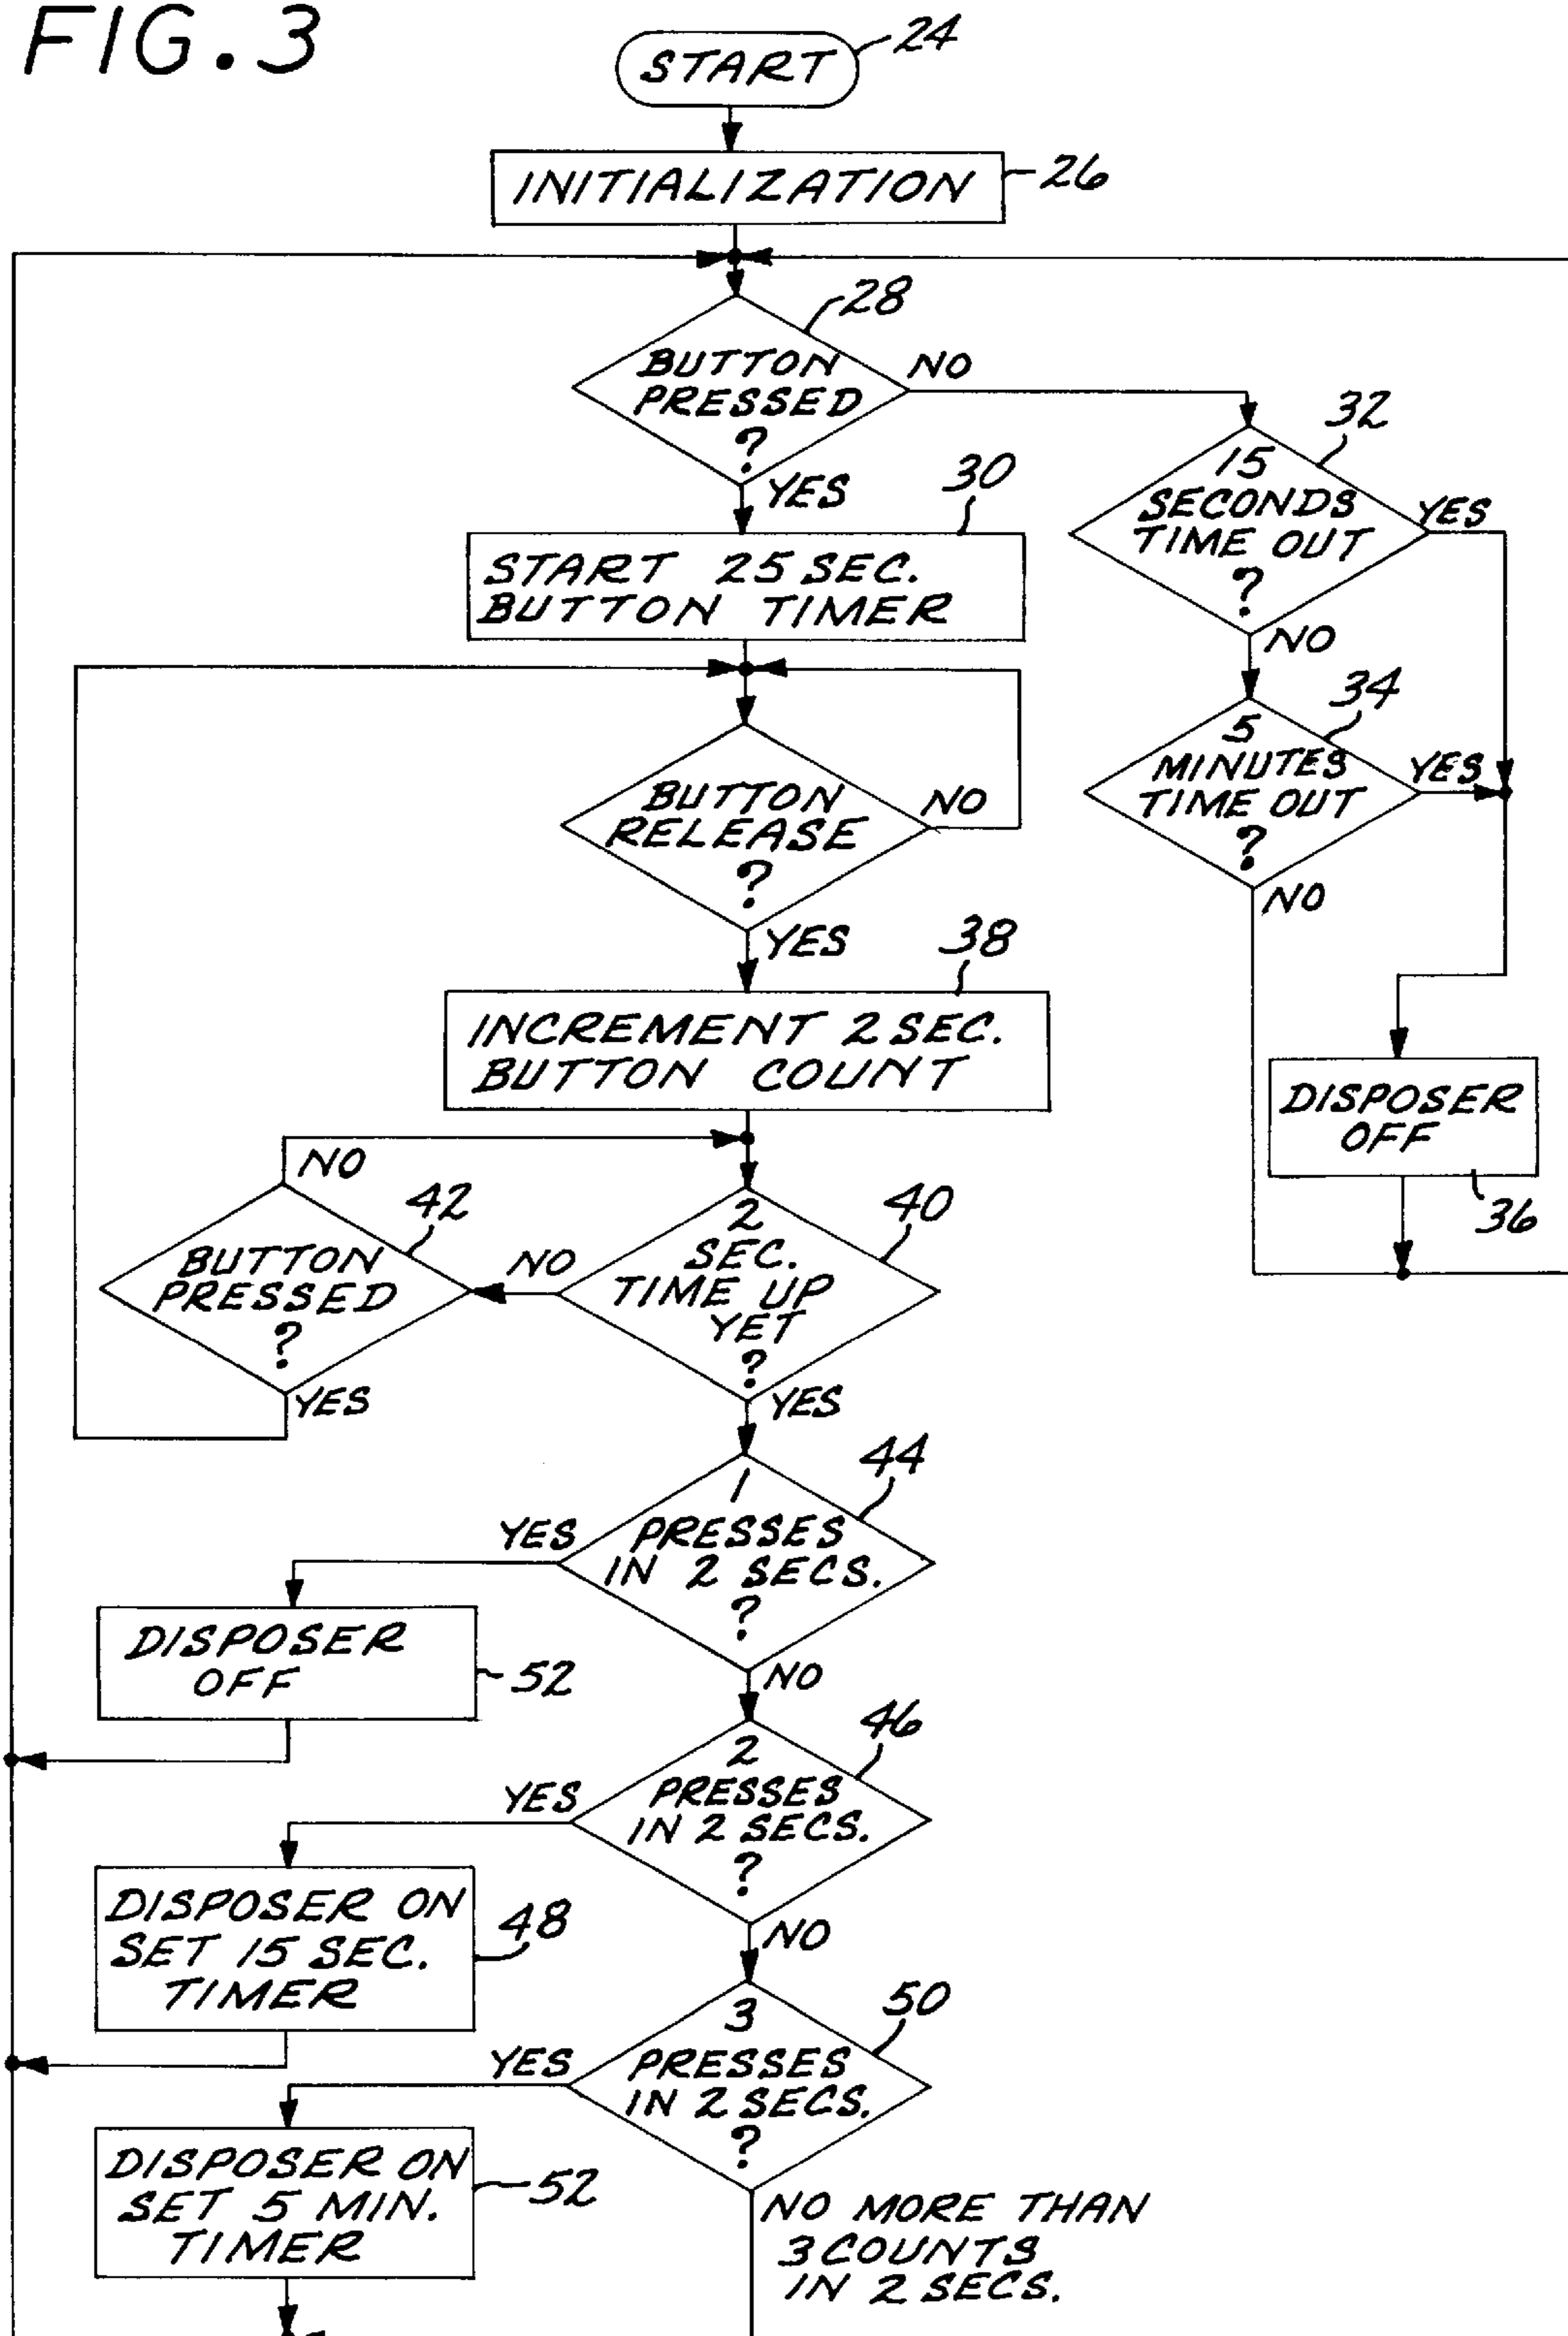 FIG. 3
START
24
INITIALIZATION
26
28
BUTTON
PRESSED
?
NO
YES
32
15
SECONDS
TIME OUT
?
YES
NO
30
START 25 SEC.
BUTTON TIMER
34
5
MINUTES
TIME OUT
?
YES
NO
BUTTON
RELEASE
?
NO
YES
38
INCREMENT 2 SEC.
BUTTON COUNT
DISPOSER
OFF
36
NO
42
BUTTON
PRESSED
?
YES
NO
40
2
SEC.
TIME UP
YET
?
YES
44
1
PRESSES
IN 2 SECS.
?
YES
NO
DISPOSER
OFF
52
46
2
PRESSES
IN 2 SECS.
?
YES
NO
DISPOSER ON
SET 15 SEC.
TIMER
48
50
3
PRESSES
IN 2 SECS.
?
YES
DISPOSER ON
SET 5 MIN.
TIMER
52
NO MORE THAN
3 COUNTS
IN 2 SECS.